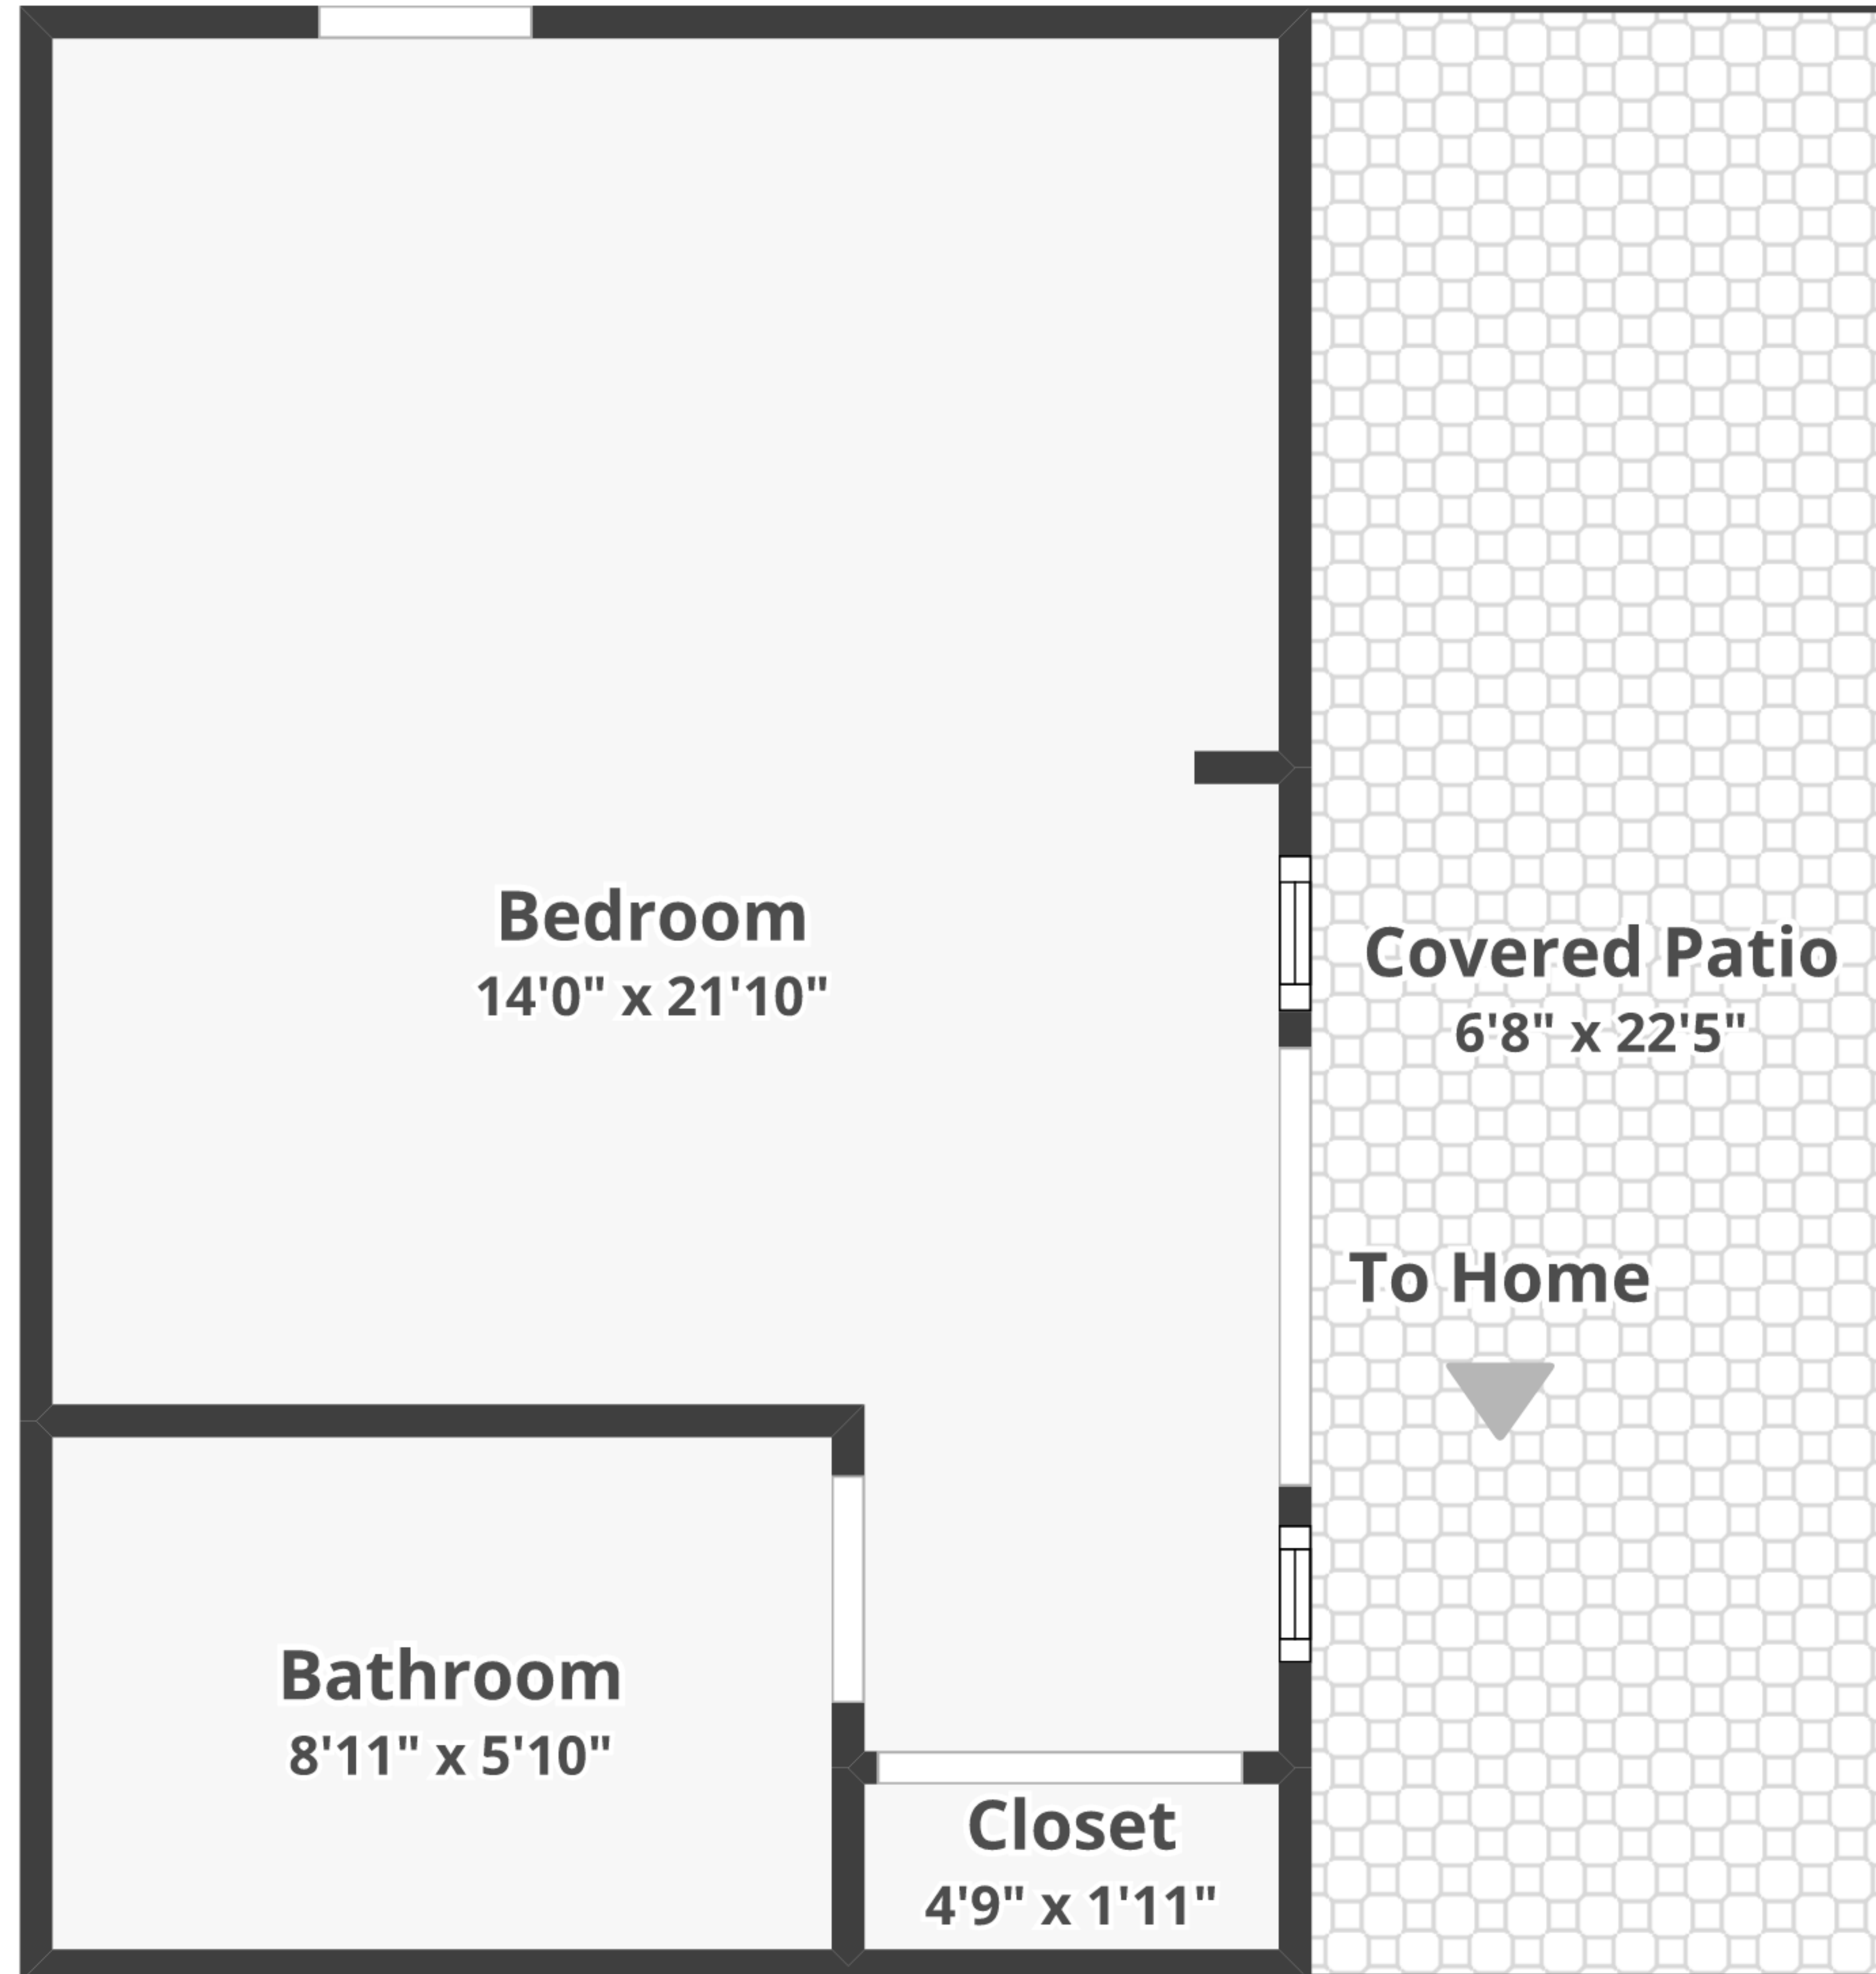 Bedroom
14'0" x 21'10"
Covered Patio
6'8" x 22'5"
To Home
Bathroom
8'11" x 5'10"
Closet
4'9" x 1'11"